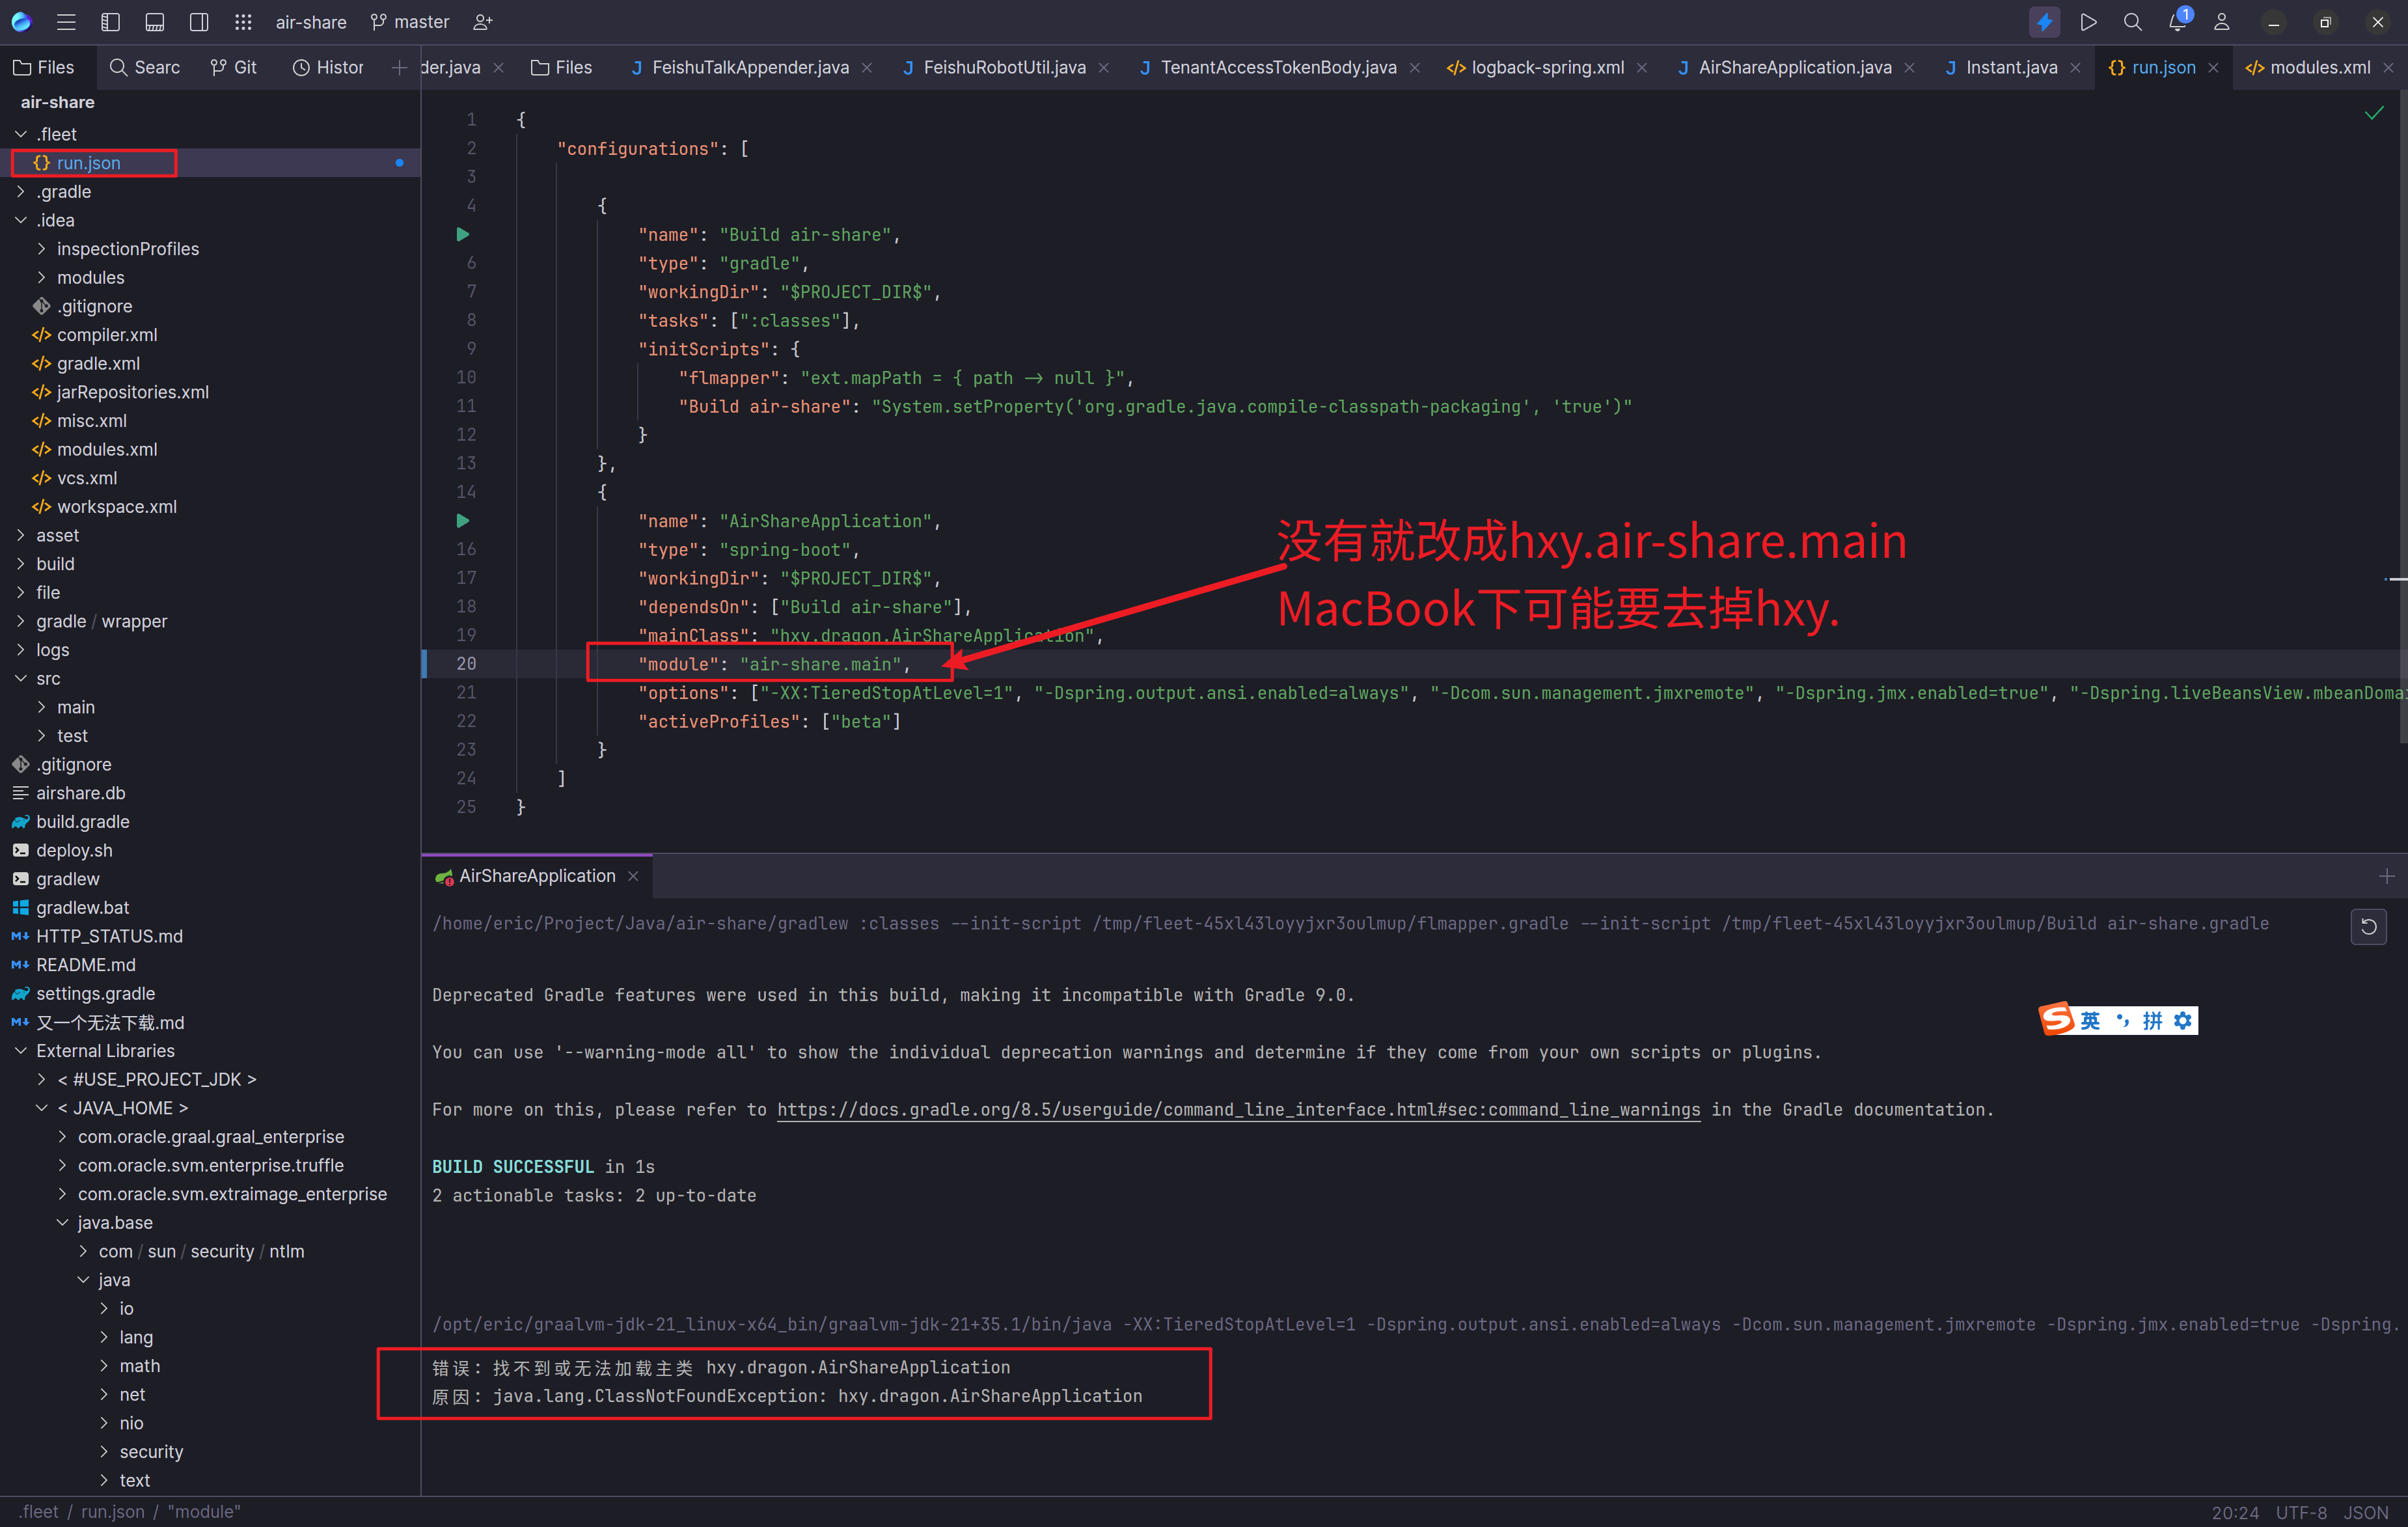 air-share master
Files Searc Git Histor der.java Files FeishuTalkAppender.java FeishuRobotUtil.java TenantAccessTokenBody.java logback-spring.xml AirShareApplication.java Instant.java run.json modules.xml
1
air-share
.fleet
run.json
.gradle
.idea
inspectionProfiles
modules
.gitignore
compiler.xml
gradle.xml
jarRepositories.xml
misc.xml
modules.xml
vcs.xml
workspace.xml
asset
build
file
gradle / wrapper
logs
src
main
test
.gitignore
airshare.db
build.gradle
deploy.sh
gradlew
gradlew.bat
HTTP_STATUS.md
README.md
settings.gradle
又一个无法下载.md
External Libraries
< #USE_PROJECT_JDK >
< JAVA_HOME >
com.oracle.graal.graal_enterprise
com.oracle.svm.enterprise.truffle
com.oracle.svm.extraimage_enterprise
java.base
com / sun / security / ntlm
java
io
lang
math
net
nio
security
text
1 {
2 "configurations": [
3
4 {
"name": "Build air-share",
6 "type": "gradle",
7 "workingDir": "$PROJECT_DIR$",
8 "tasks": [":classes"],
9 "initScripts": {
10 "flmapper": "ext.mapPath = { path -> null }",
11 "Build air-share": "System.setProperty('org.gradle.java.compile-classpath-packaging', 'true')"
12 }
13 },
14 {
"name": "AirShareApplication",
16 "type": "spring-boot",
17 "workingDir": "$PROJECT_DIR$",
18 "dependsOn": ["Build air-share"],
19 "mainClass": "hxy.dragon.AirShareApplication",
20 "module": "air-share.main",
21 "options": ["-XX:TieredStopAtLevel=1", "-Dspring.output.ansi.enabled=always", "-Dcom.sun.management.jmxremote", "-Dspring.jmx.enabled=true", "-Dspring.liveBeansView.mbeanDomai
22 "activeProfiles": ["beta"]
23 }
24 ]
25 }
没有就改成hxy.air-share.main
MacBook下可能要去掉hxy.
AirShareApplication
/home/eric/Project/Java/air-share/gradlew :classes --init-script /tmp/fleet-45xl43loyyjxr3oulmup/flmapper.gradle --init-script /tmp/fleet-45xl43loyyjxr3oulmup/Build air-share.gradle
Deprecated Gradle features were used in this build, making it incompatible with Gradle 9.0.
You can use '--warning-mode all' to show the individual deprecation warnings and determine if they come from your own scripts or plugins.
For more on this, please refer to https://docs.gradle.org/8.5/userguide/command_line_interface.html#sec:command_line_warnings in the Gradle documentation.
BUILD SUCCESSFUL in 1s
2 actionable tasks: 2 up-to-date
/opt/eric/graalvm-jdk-21_linux-x64_bin/graalvm-jdk-21+35.1/bin/java -XX:TieredStopAtLevel=1 -Dspring.output.ansi.enabled=always -Dcom.sun.management.jmxremote -Dspring.jmx.enabled=true -Dspring.
错误: 找不到或无法加载主类 hxy.dragon.AirShareApplication
原因: java.lang.ClassNotFoundException: hxy.dragon.AirShareApplication
S 英 拼
.fleet / run.json / "module"
20:24 UTF-8 JSON